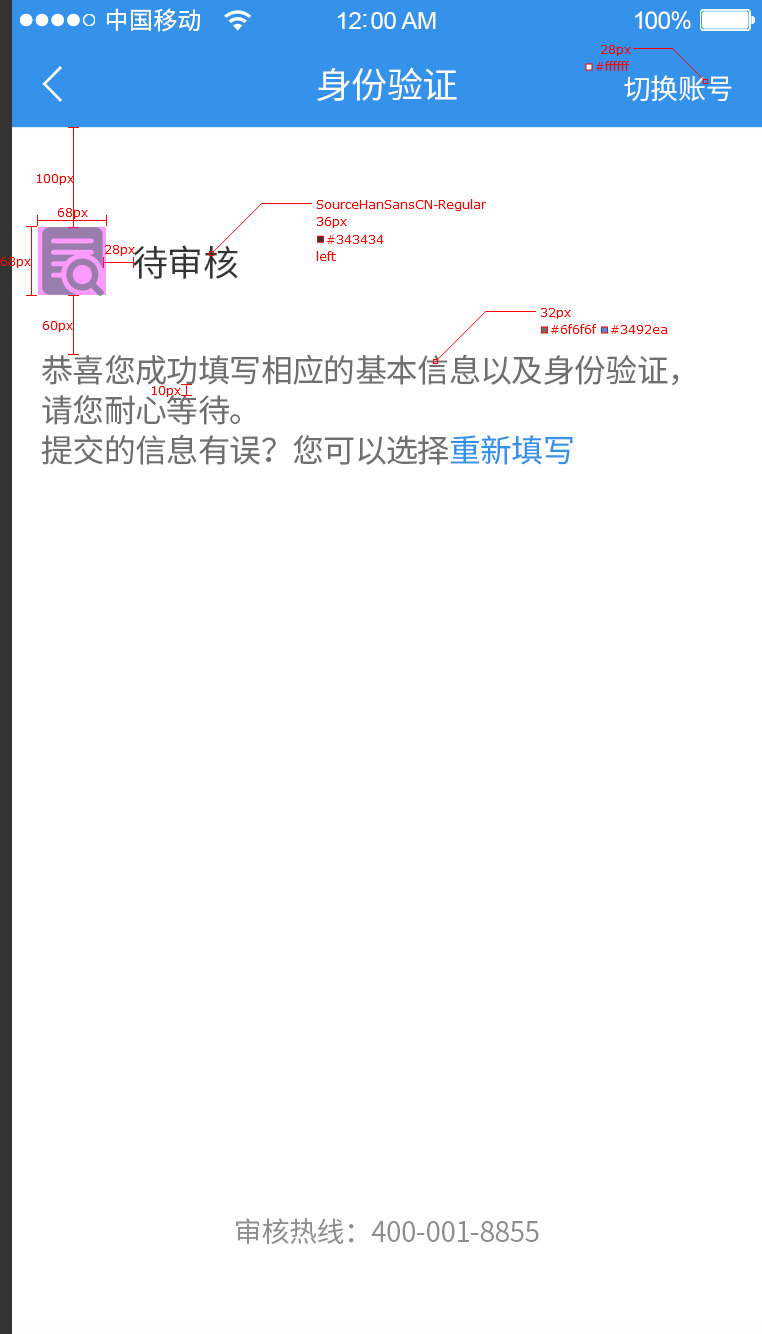 中国移动 12:00 AM 100%
28px
#ffffff
身份验证 切换账号
100px
SourceHanSansCN-Regular
68px
36px
#343434
28px
68px
待审核
left
60px
32px
#6f6f6f #3492ea
恭喜您成功填写相应的基本信息以及身份验证，
10px
请您耐心等待。
提交的信息有误？您可以选择重新填写
审核热线：400-001-8855